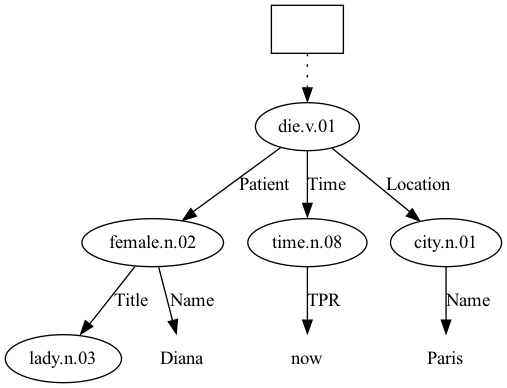 die.v.01
Patient Time Location
female.n.02 time.n.08 city.n.01
Title Name TPR Name
lady.n.03 Diana now Paris